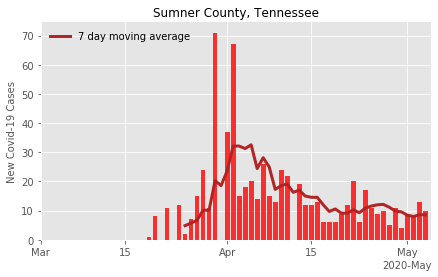 Sumner County, Tennessee
7 day moving average
New Covid-19 Cases
70
60
50
40
30
20
10
0
Mar 15 Apr 15 May
2020-May